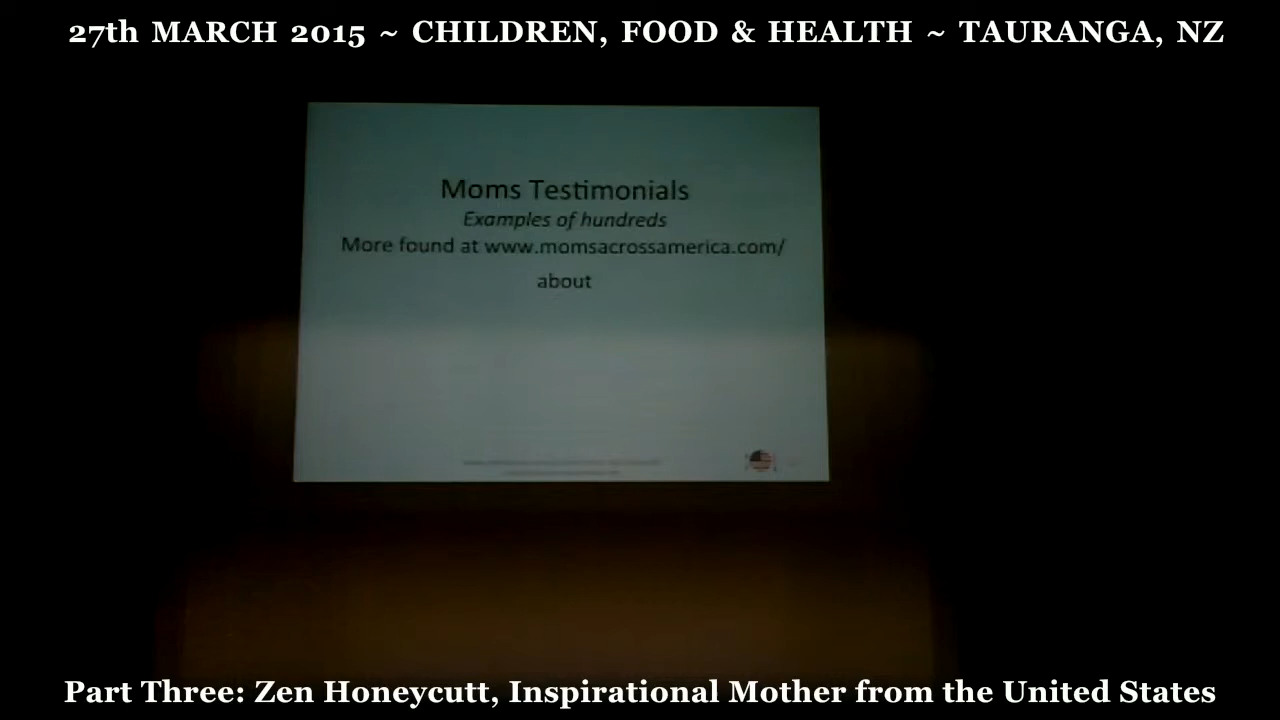 27th MARCH 2015 ~ CHILDREN, FOOD & HEALTH ~ TAURANGA, NZ
Moms Testimonials
Examples of hundreds
More found at www.momsacrossamerica.com/
about
Part Three: Zen Honeycutt, Inspirational Mother from the United States